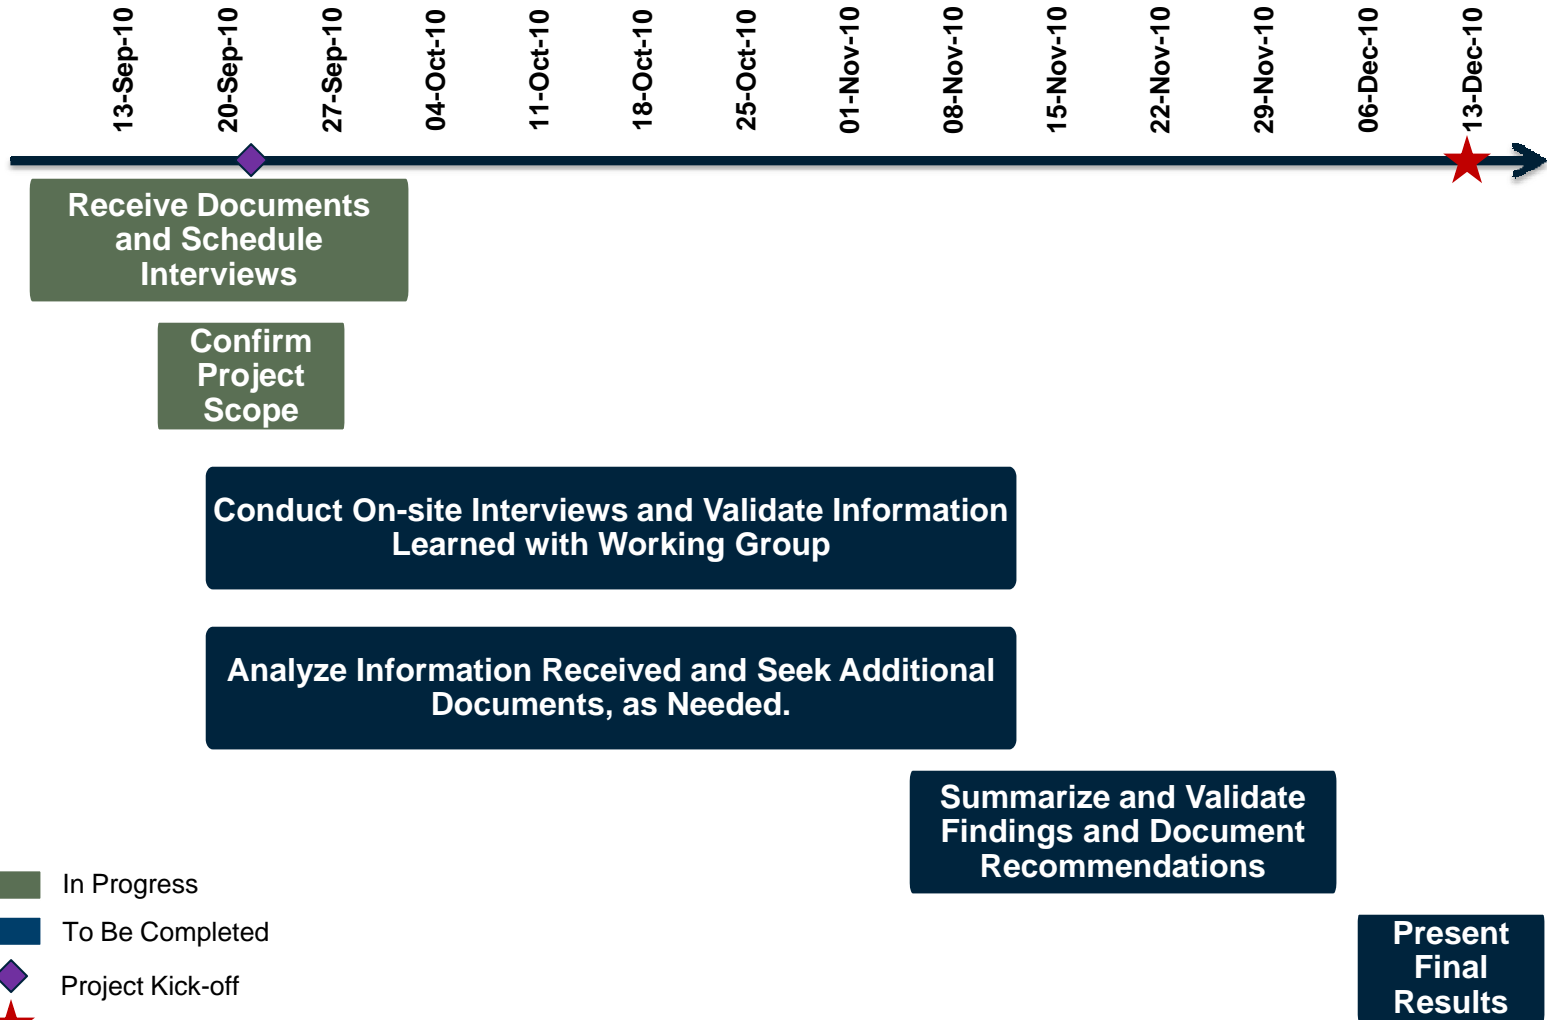 13-Sep-10
20-Sep-10
27-Sep-10
04-Oct-10
11-Oct-10
18-Oct-10
25-Oct-10
01-Nov-10
08-Nov-10
15-Nov-10
22-Nov-10
29-Nov-10
06-Dec-10
13-Dec-10
Receive Documents
and Schedule
Interviews
Confirm
Project
Scope
Conduct On-site Interviews and Validate Information
Learned with Working Group
Analyze Information Received and Seek Additional
Documents, as Needed.
Summarize and Validate
Findings and Document
Recommendations
Present
Final
Results
In Progress
To Be Completed
Project Kick-off